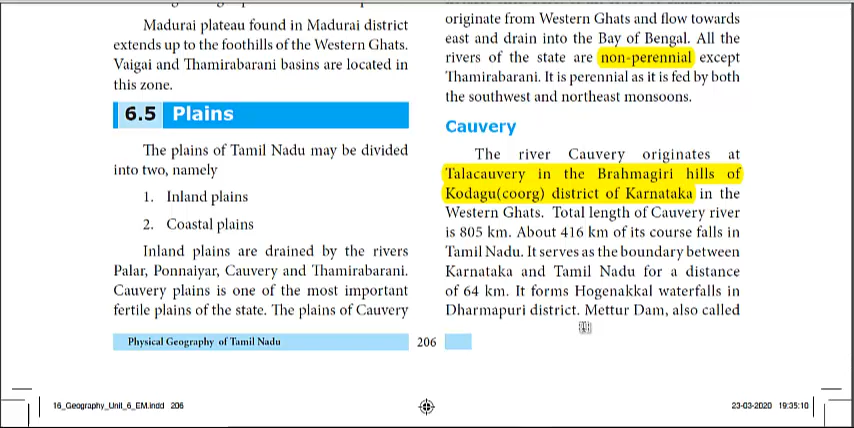 Madurai plateau found in Madurai district
extends up to the foothills of the Western Ghats.
Vaigai and Thamirabarani basins are located in
this zone.
6.5 Plains
The plains of Tamil Nadu may be divided
into two, namely
1. Inland plains
2. Coastal plains
Inland plains are drained by the rivers
Palar, Ponnaiyar, Cauvery and Thamirabarani.
Cauvery plains is one of the most important
fertile plains of the state. The plains of Cauvery
originate from Western Ghats and flow towards
east and drain into the Bay of Bengal. All the
rivers of the state are non-perennial except
Thamirabarani. It is perennial as it is fed by both
the southwest and northeast monsoons.
Cauvery
The river Cauvery originates at
Talacauvery in the Brahmagiri hills of
Kodagu(coorg) district of Karnataka in the
Western Ghats. Total length of Cauvery river
is 805 km. About 416 km of its course falls in
Tamil Nadu. It serves as the boundary between
Karnataka and Tamil Nadu for a distance
of 64 km. It forms Hogenakkal waterfalls in
Dharmapuri district. Mettur Dam, also called
Physical Geography of Tamil Nadu
206
16_Geography_Unit_6_EM.indd 206
23-03-2020 19:35:10